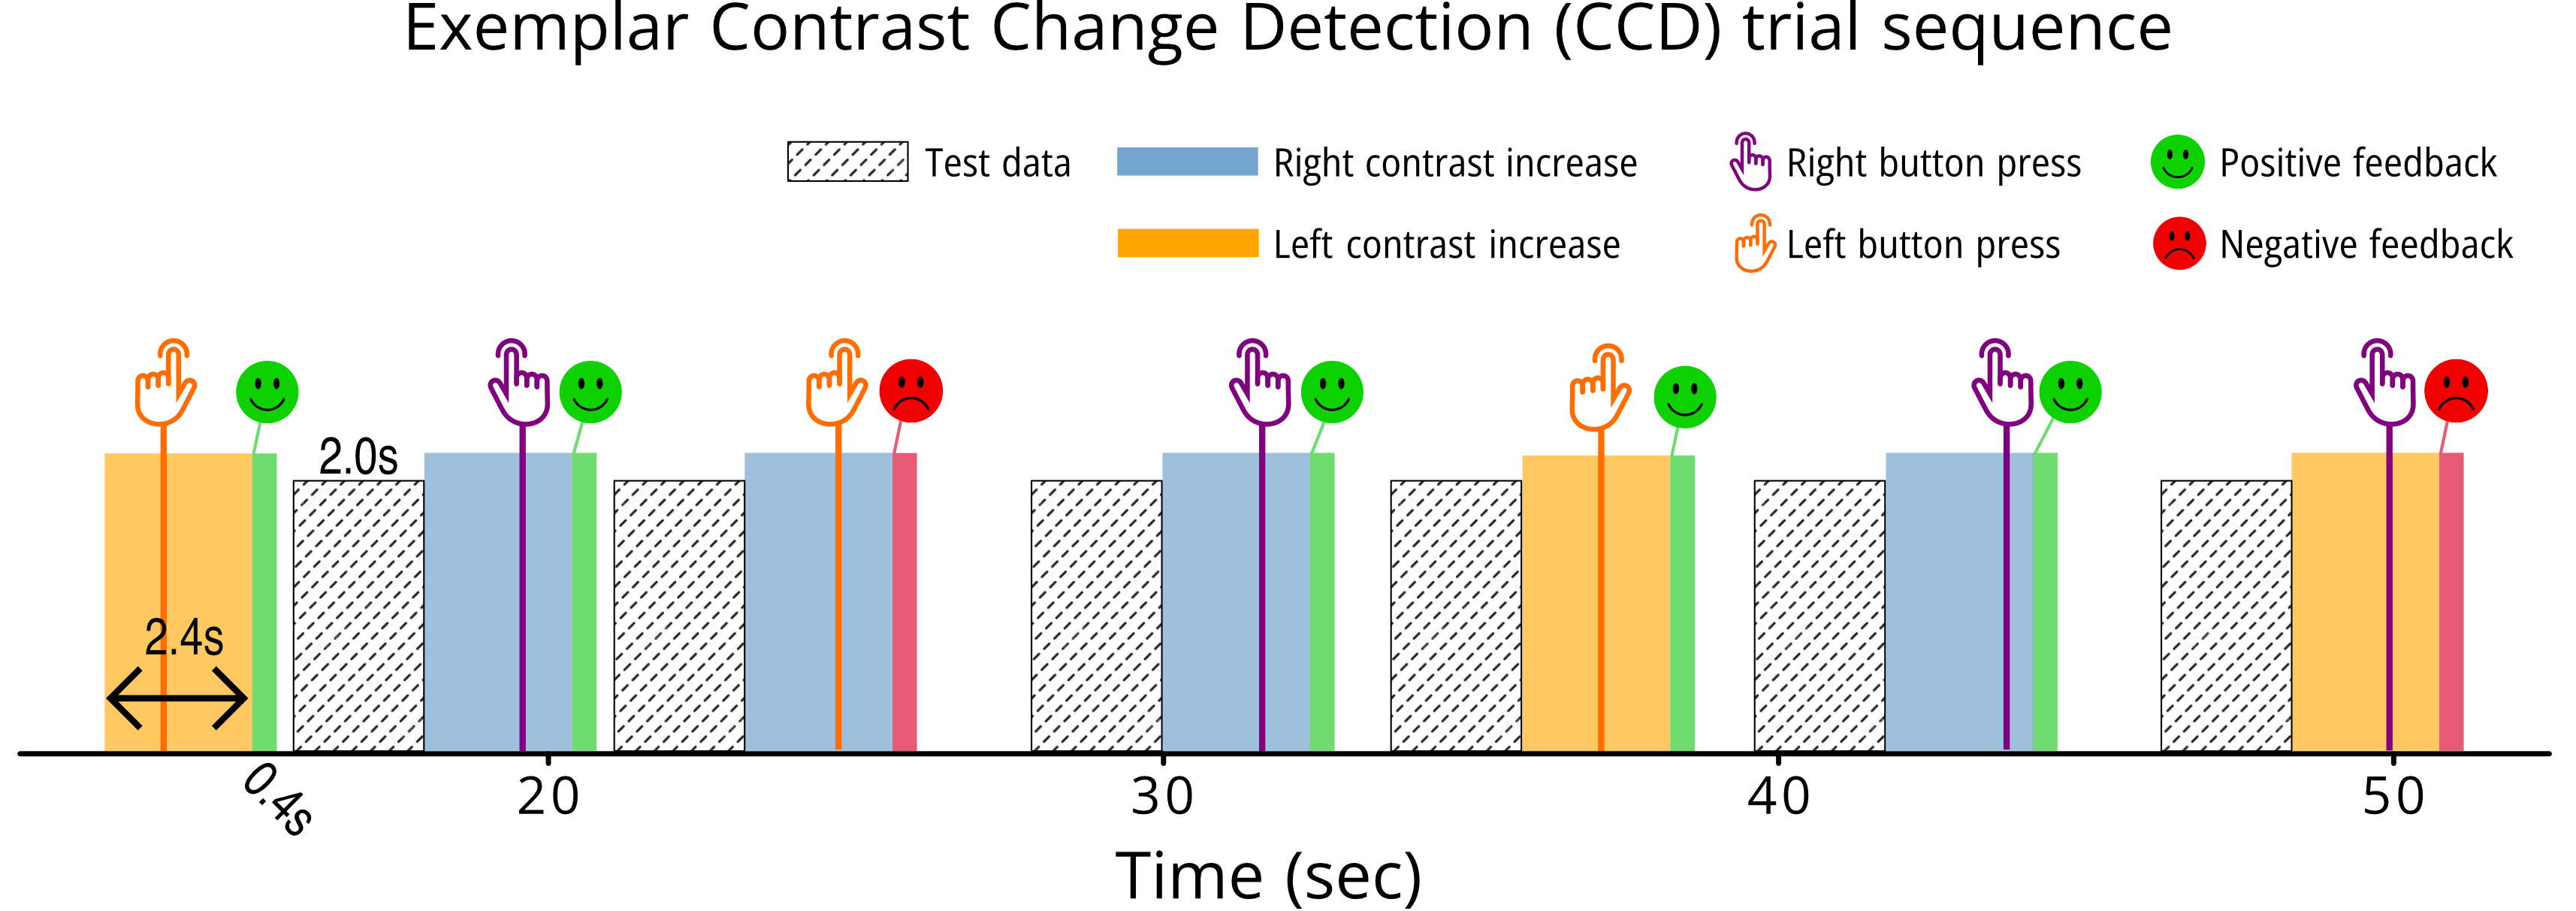 Exemplar Contrast Change Detection (CCD) trial sequence
Test data
Right contrast increase
Right button press
Positive feedback
Left contrast increase
Left button press
Negative feedback
2.0s
2.4s
0.4s
20
30
40
50
Time (sec)